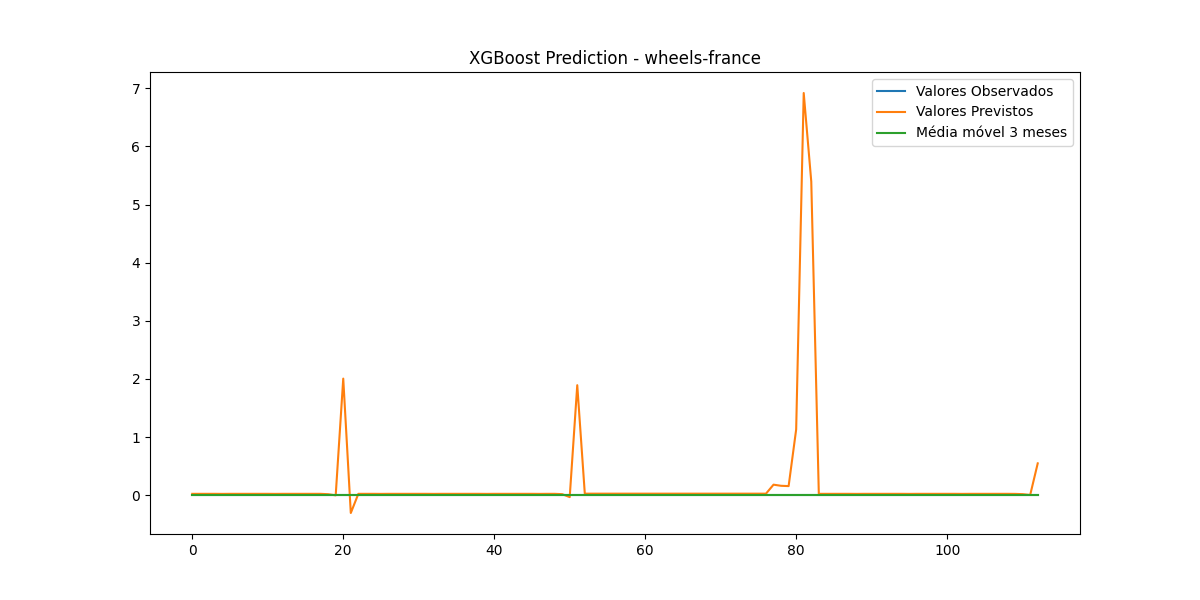 XGBoost Prediction - wheels-france
Valores Observados
Valores Previstos
Média móvel 3 meses
7
6
5
4
3
2
1
0
0 20 40 60 80 100